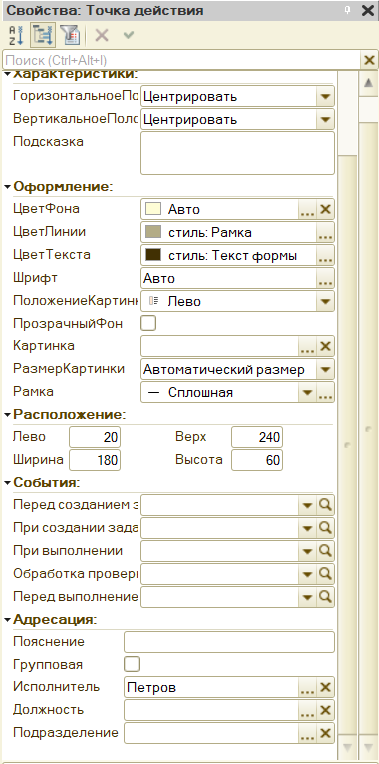 Свойства: Точка действия
Поиск (Ctrl+Alt+I)
Характеристики:
ГоризонтальноеПо Центрировать
ВертикальноеПоло Центрировать
Подсказка
Оформление:
ЦветФона Авто ...
ЦветЛинии стиль: Рамка ...
ЦветТекста стиль: Текст формы ...
Шрифт Авто ...
ПоложениеКартинк Лево
ПрозрачныйФон
Картинка ...
РазмерКартинки Автоматический размер
Рамка Сплошная ...
Расположение:
Лево 20 Верх 240
Ширина 180 Высота 60
События:
Перед созданием з
При создании зада
При выполнении
Обработка провери
Перед выполнение
Адресация:
Пояснение
Групповая
Исполнитель Петров ...
Должность ...
Подразделение ...